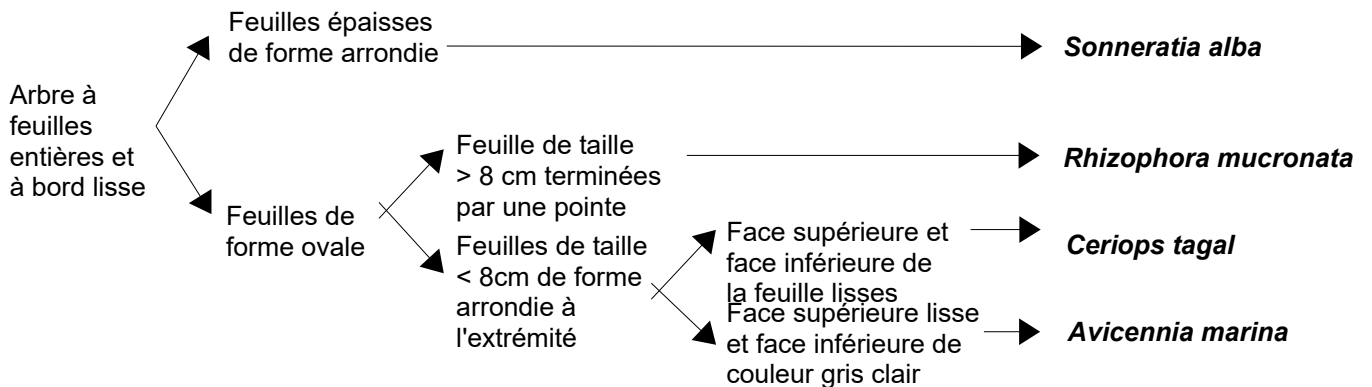 Feuilles épaisses
de forme arrondie
Sonneratia alba
Arbre à
feuilles
entières et
à bord lisse
Feuille de taille
> 8 cm terminées
par une pointe
Rhizophora mucronata
Feuilles de
forme ovale
Feuilles de taille
< 8cm de forme
arrondie à
l'extrémité
Face supérieure et
face inférieure de
la feuille lisses
Ceriops tagal
Face supérieure lisse
et face inférieure de
couleur gris clair
Avicennia marina